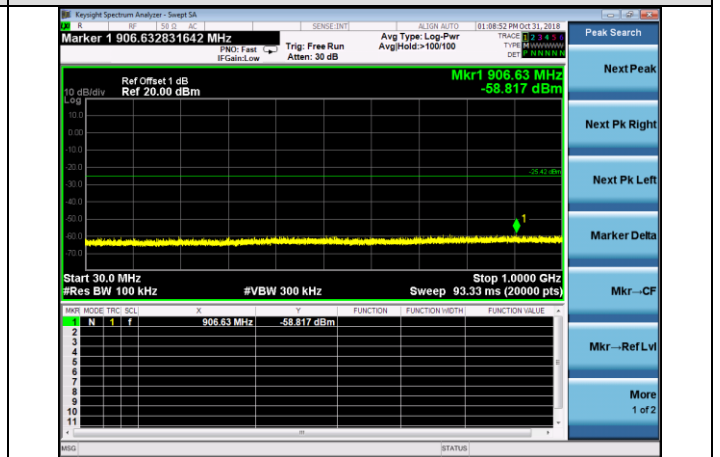 Keysight Spectrum Analyzer - Swept SA
R RF 50 Ω AC SENSE:INT ALIGN AUTO 01:08:52 PM Oct 31, 2018
Marker 1 906.632831642 MHz
PNO: Fast
IFGain:Low
Trig: Free Run
Atten: 30 dB
Avg Type: Log-Pwr
Avg|Hold:>100/100
TRACE 1 2 3 4 5 6
TYPE M WWWWW
DET P N N N N N
Peak Search
Mkr1 906.63 MHz
-58.817 dBm
Ref Offset 1 dB
10 dB/div Ref 20.00 dBm
Log
10.0
0.00
-10.0
-20.0
-25.42 dBm
-30.0
-40.0
-50.0
1
-60.0
-70.0
Start 30.0 MHz Stop 1.0000 GHz
#Res BW 100 kHz #VBW 300 kHz Sweep 93.33 ms (20000 pts)
MKR MODE TRC SCL X Y FUNCTION FUNCTION WIDTH FUNCTION VALUE
1 N 1 f 906.63 MHz -58.817 dBm
2
3
4
5
6
7
8
9
10
11
MSG STATUS
Next Peak
Next Pk Right
Next Pk Left
Marker Delta
Mkr→CF
Mkr→Ref Lvl
More
1 of 2